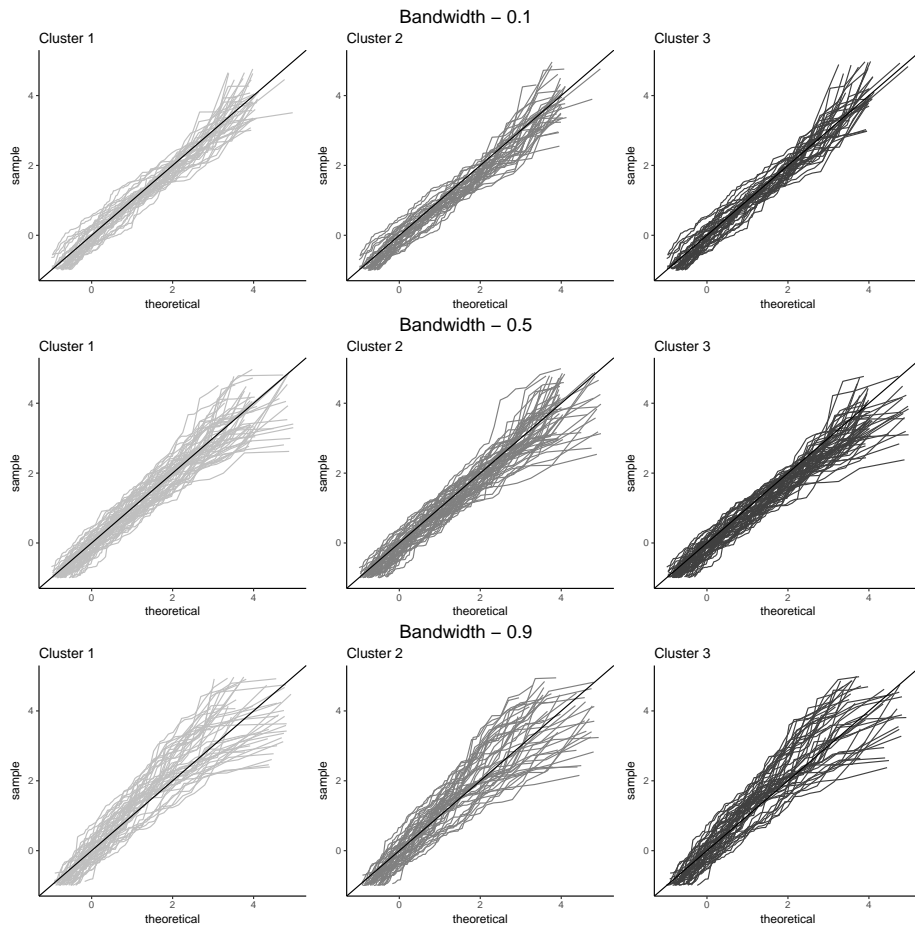 Bandwidth − 0.1
Cluster 1
Cluster 2
Cluster 3
sample
4
2
0
0
2
4
theoretical
sample
4
2
0
0
2
4
theoretical
sample
4
2
0
0
2
4
theoretical
Bandwidth − 0.5
Cluster 1
Cluster 2
Cluster 3
sample
4
2
0
0
2
4
theoretical
sample
4
2
0
0
2
4
theoretical
sample
4
2
0
0
2
4
theoretical
Bandwidth − 0.9
Cluster 1
Cluster 2
Cluster 3
sample
4
2
0
0
2
4
theoretical
sample
4
2
0
0
2
4
theoretical
sample
4
2
0
0
2
4
theoretical